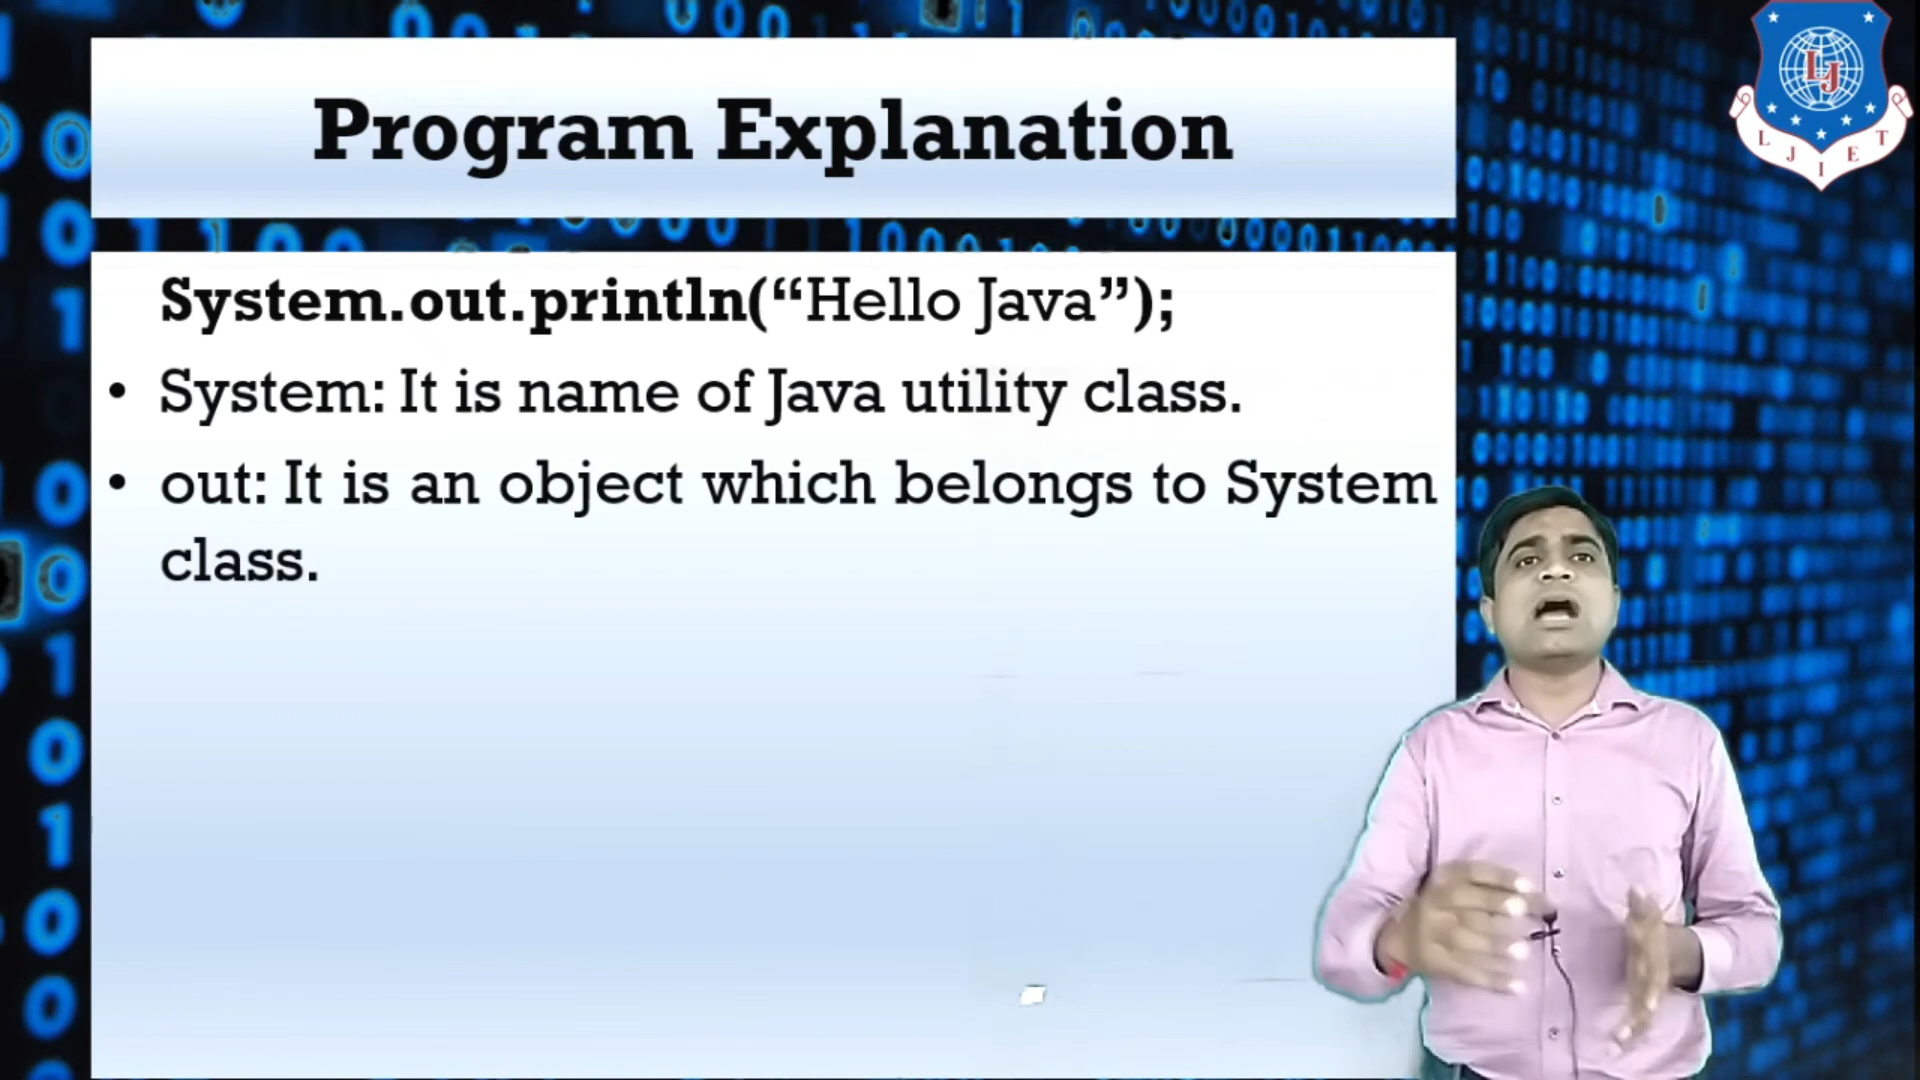 Program Explanation
System.out.println(“Hello Java”);
• System: It is name of Java utility class.
• out: It is an object which belongs to System
class.
LJ
L J I E T